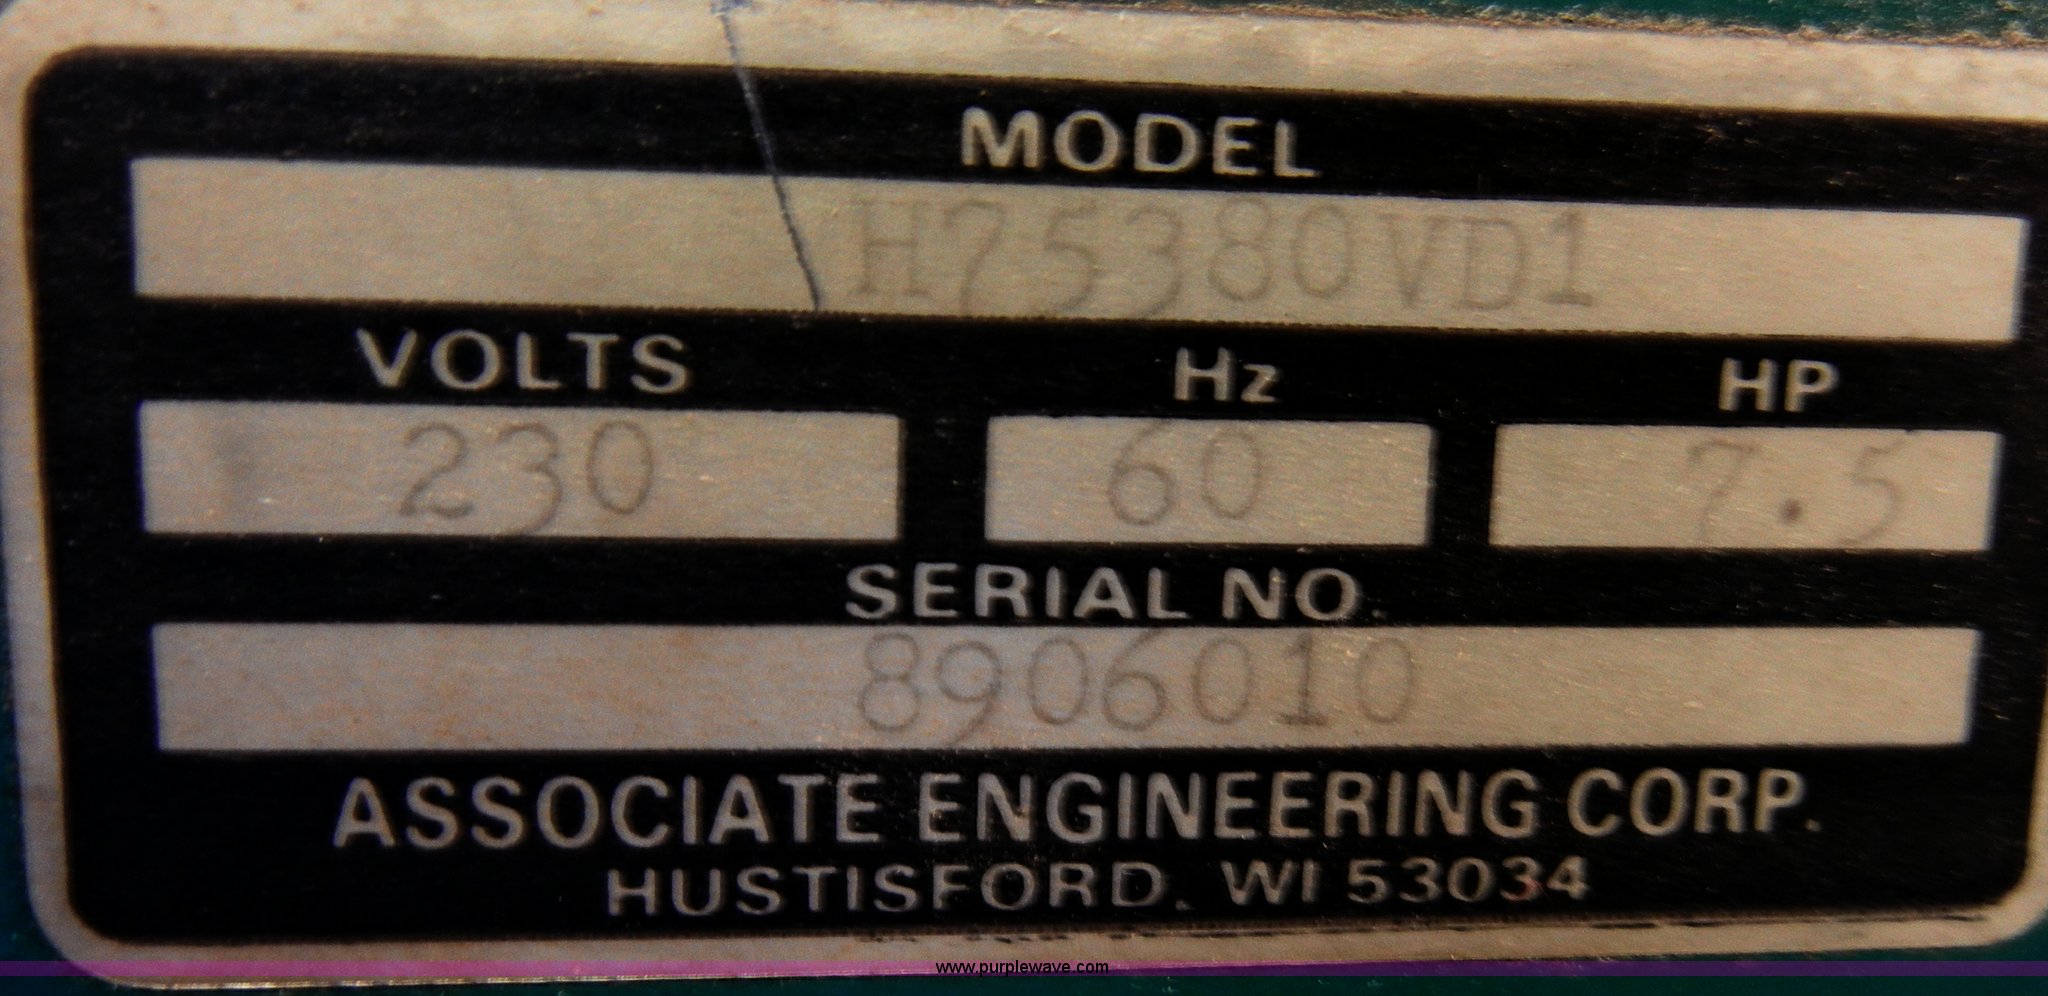 MODEL
H75380VD1
VOLTS Hz HP
230 60 7.5
SERIAL NO.
8906010
ASSOCIATE ENGINEERING CORP.
HUSTISFORD, WI 53034
www.purplewave.com